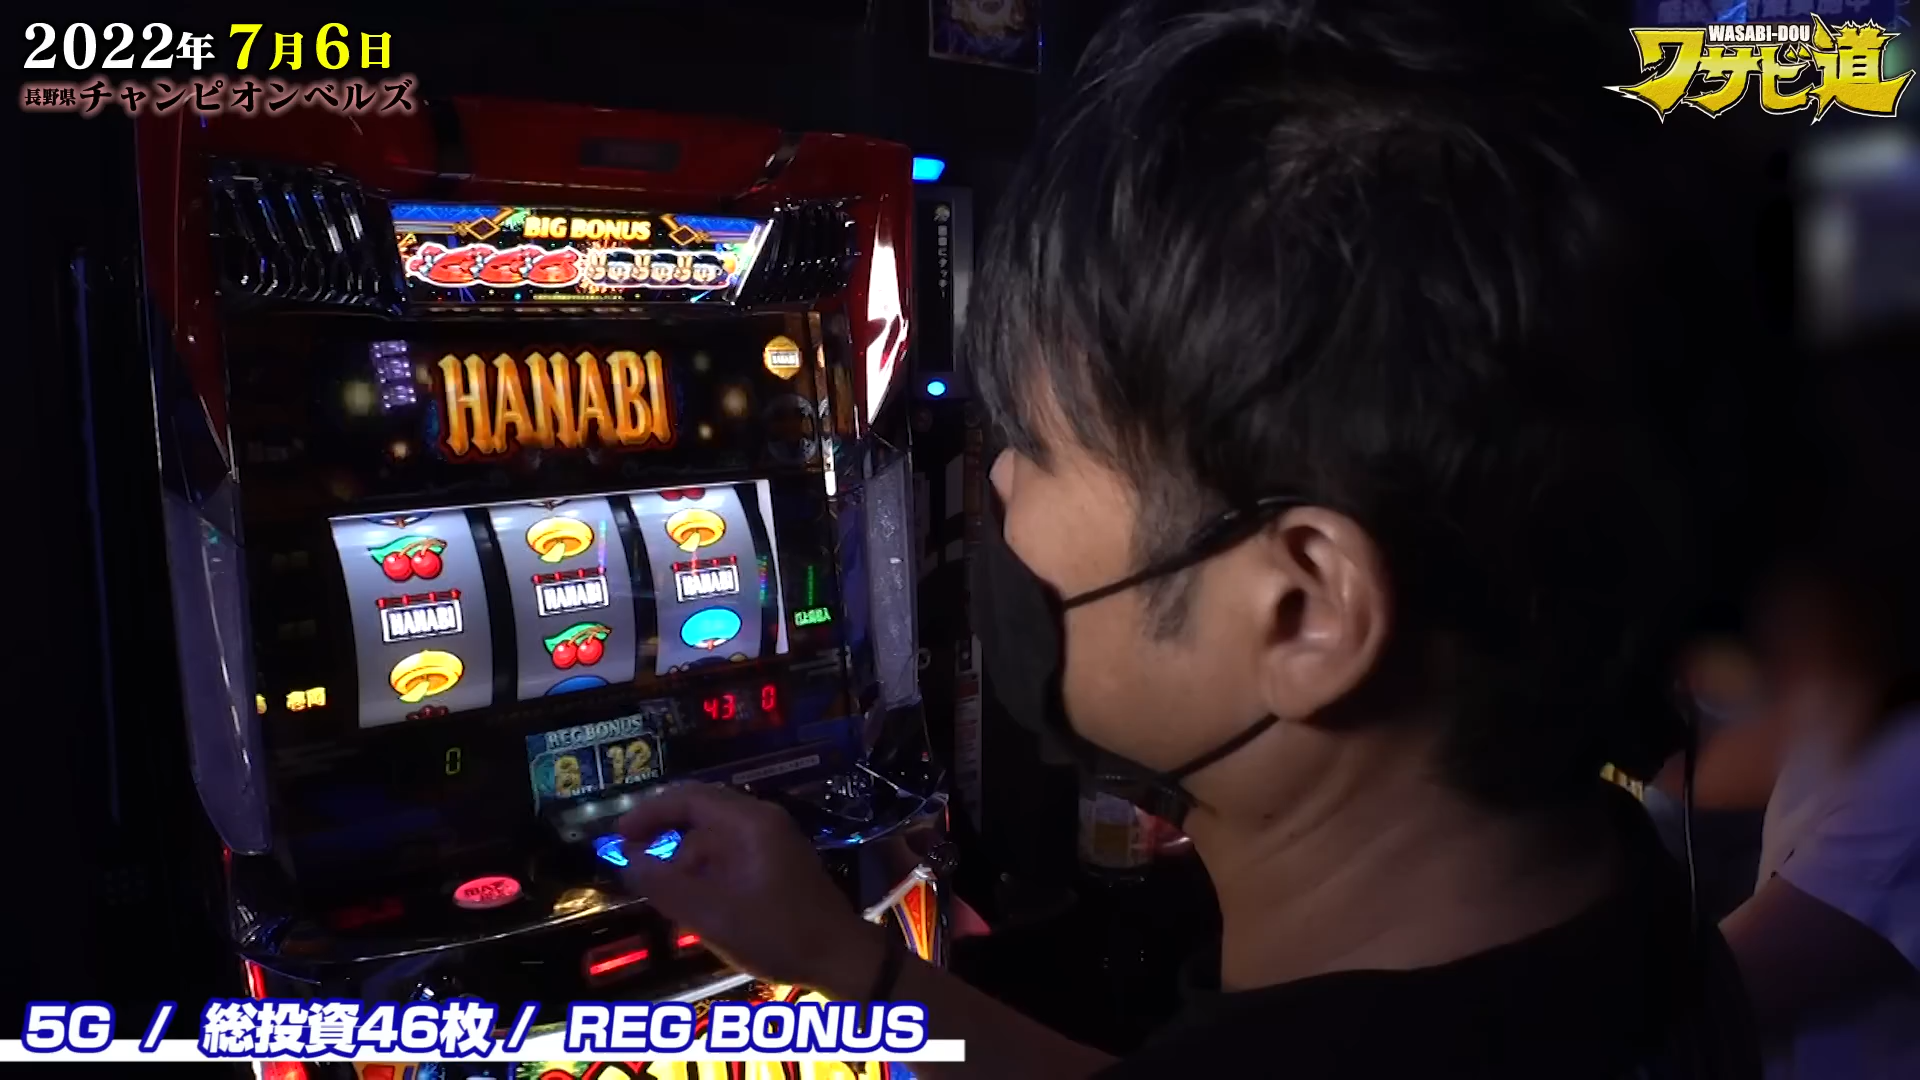 2022年 7月6日
長野県チャンピオンベルズ
WASABI-DOU
ワサビ道
BIG BONUS
HANABI
HANABI
HANABI
HANABI
43 0
0
REG BONUS
8 12
5G / 総投資46枚 / REG BONUS